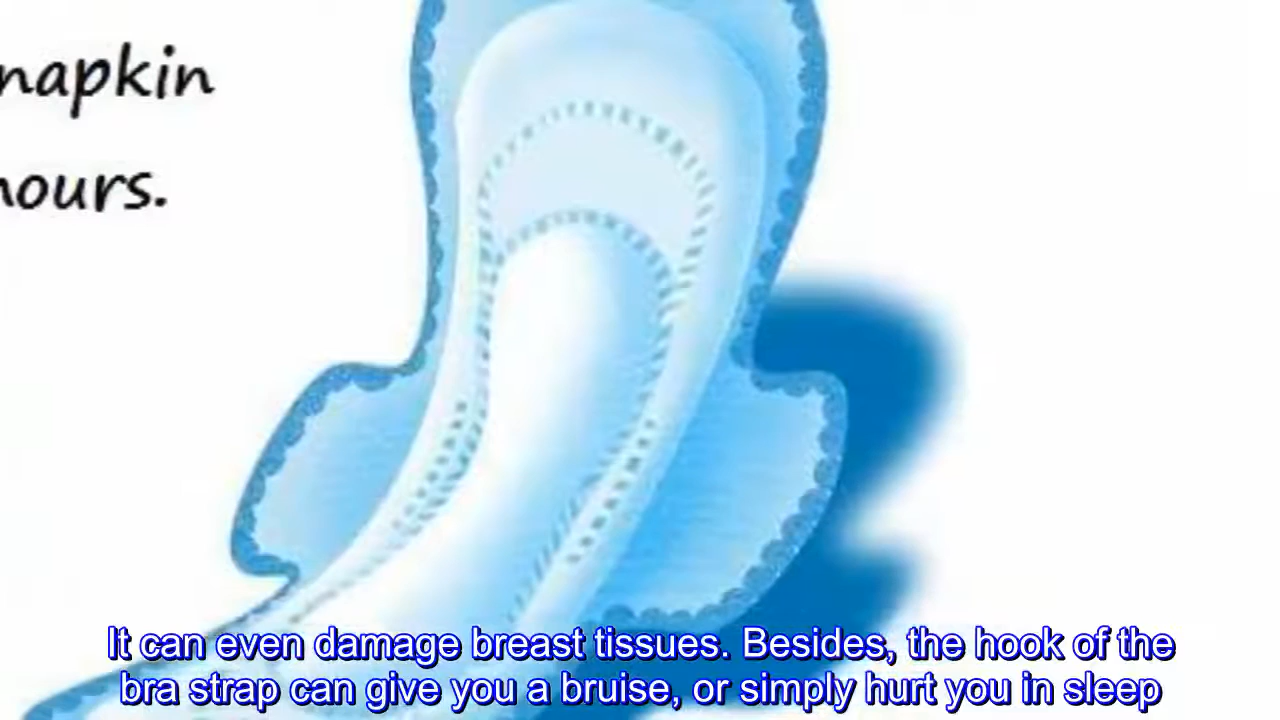 napkin
hours.
It can even damage breast tissues. Besides, the hook of the
bra strap can give you a bruise, or simply hurt you in sleep